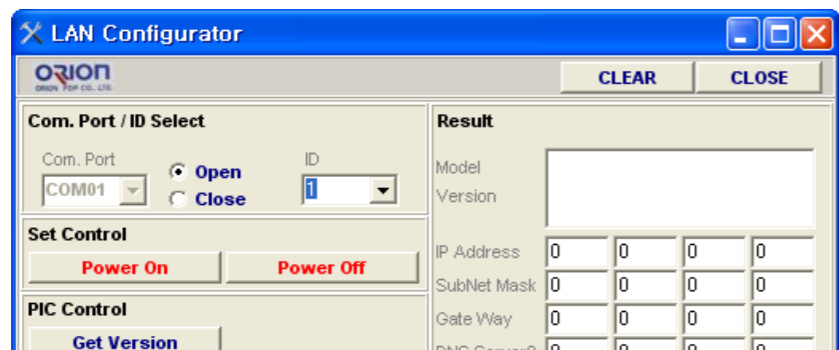 LAN Configurator
ORION
ORION PDP CO., LTD.
CLEAR CLOSE
Com. Port / ID Select
Com. Port
COM01
Open
Close
ID
1
Set Control
Power On Power Off
PIC Control
Get Version
Result
Model
Version
IP Address 0 0 0 0
SubNet Mask 0 0 0 0
Gate Way 0 0 0 0